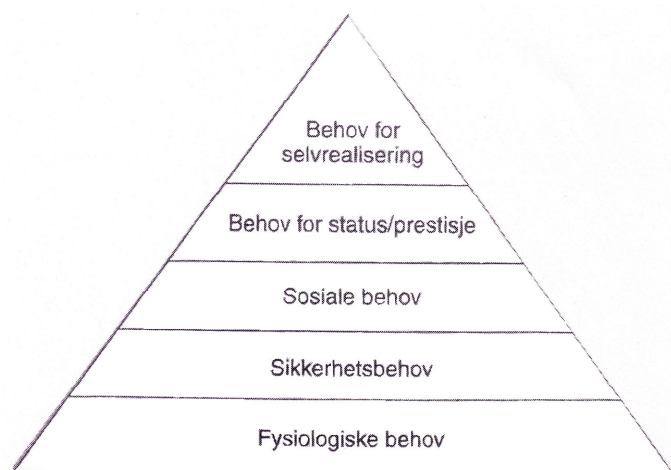 Behov for
selvrealisering
Behov for status/prestisje
Sosiale behov
Sikkerhetsbehov
Fysiologiske behov